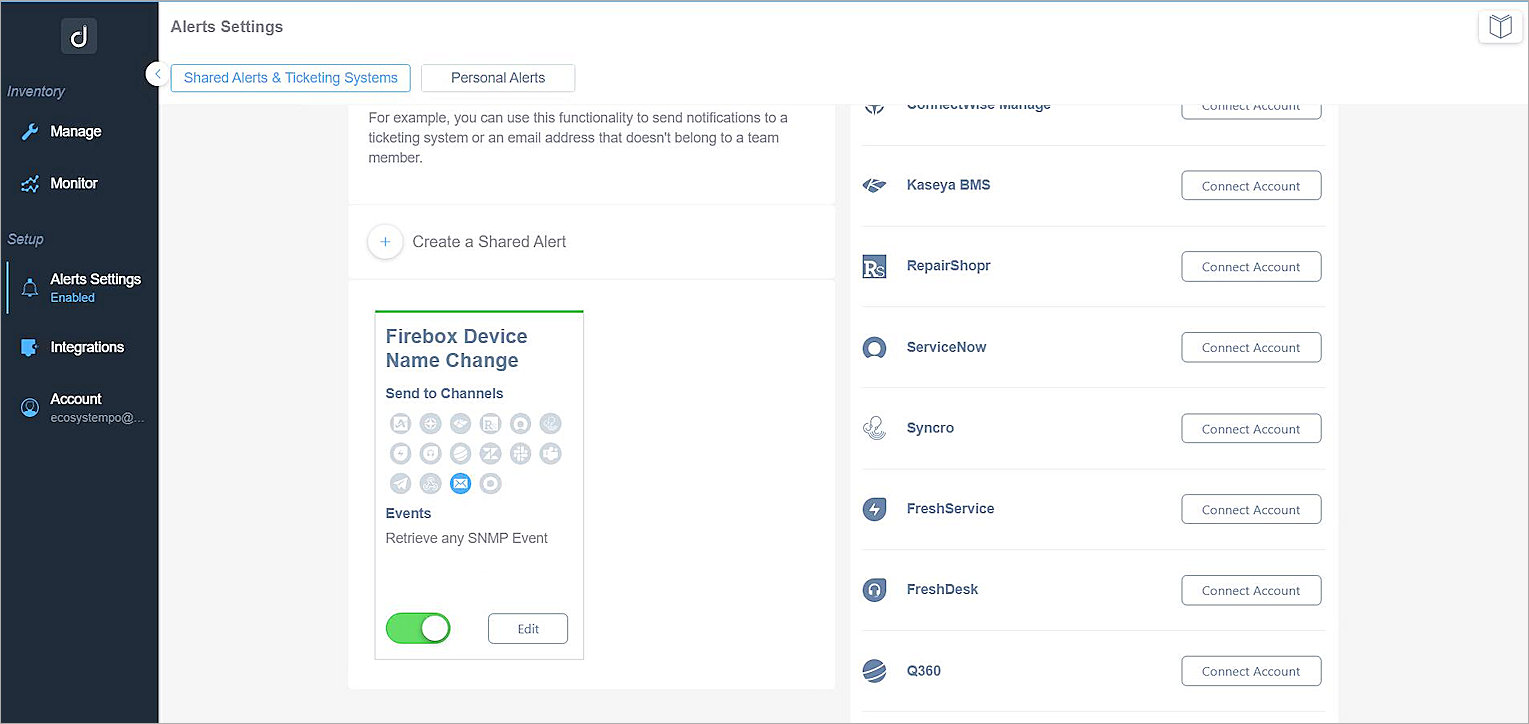 Alerts Settings
Shared Alerts & Ticketing Systems
Personal Alerts
Inventory
Manage
Monitor
Setup
Alerts Settings
Enabled
Integrations
Account
ecosystempo@...
For example, you can use this functionality to send notifications to a
ticketing system or an email address that doesn't belong to a team
member.
Create a Shared Alert
Firebox Device
Name Change
Send to Channels
Events
Retrieve any SNMP Event
Edit
ConnectWise Manage
Connect Account
Kaseya BMS
Connect Account
RepairShopr
Connect Account
ServiceNow
Connect Account
Syncro
Connect Account
FreshService
Connect Account
FreshDesk
Connect Account
Q360
Connect Account